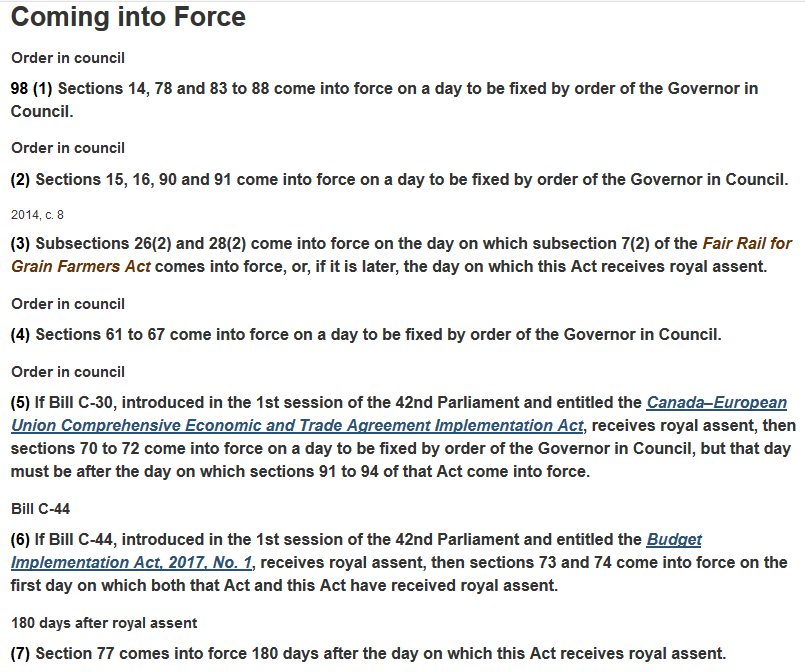 Coming into Force
Order in council
98 (1) Sections 14, 78 and 83 to 88 come into force on a day to be fixed by order of the Governor in
Council.
Order in council
(2) Sections 15, 16, 90 and 91 come into force on a day to be fixed by order of the Governor in Council.
2014, c. 8
(3) Subsections 26(2) and 28(2) come into force on the day on which subsection 7(2) of the Fair Rail for
Grain Farmers Act comes into force, or, if it is later, the day on which this Act receives royal assent.
Order in council
(4) Sections 61 to 67 come into force on a day to be fixed by order of the Governor in Council.
Order in council
(5) If Bill C-30, introduced in the 1st session of the 42nd Parliament and entitled the Canada–European
Union Comprehensive Economic and Trade Agreement Implementation Act, receives royal assent, then
sections 70 to 72 come into force on a day to be fixed by order of the Governor in Council, but that day
must be after the day on which sections 91 to 94 of that Act come into force.
Bill C-44
(6) If Bill C-44, introduced in the 1st session of the 42nd Parliament and entitled the Budget
Implementation Act, 2017, No. 1, receives royal assent, then sections 73 and 74 come into force on the
first day on which both that Act and this Act have received royal assent.
180 days after royal assent
(7) Section 77 comes into force 180 days after the day on which this Act receives royal assent.